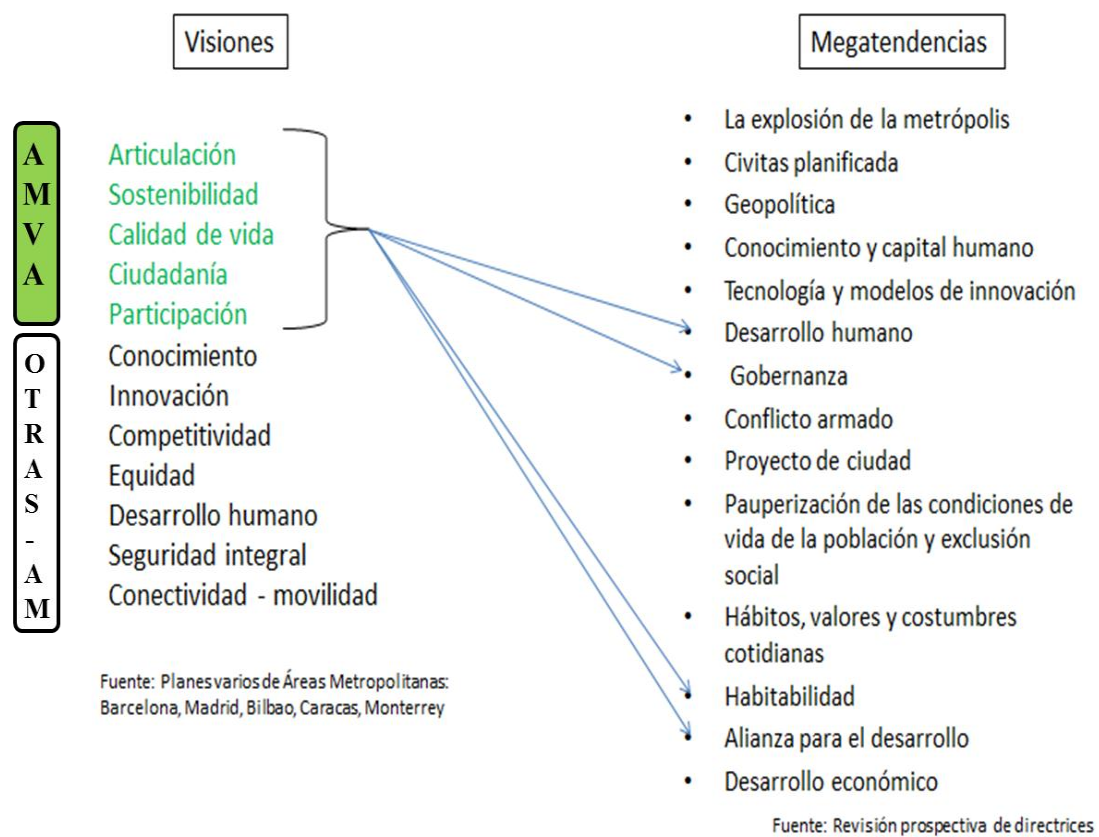 Visiones
Megatendencias
A
M
V
A
Articulación
Sostenibilidad
Calidad de vida
Ciudadanía
Participación
O
T
R
A
S
-
A
M
Conocimiento
Innovación
Competitividad
Equidad
Desarrollo humano
Seguridad integral
Conectividad - movilidad
Fuente: Planes varios de Áreas Metropolitanas:
Barcelona, Madrid, Bilbao, Caracas, Monterrey
• La explosión de la metrópolis
• Civitas planificada
• Geopolítica
• Conocimiento y capital humano
• Tecnología y modelos de innovación
• Desarrollo humano
• Gobernanza
• Conflicto armado
• Proyecto de ciudad
• Pauperización de las condiciones de
vida de la población y exclusión
social
• Hábitos, valores y costumbres
cotidianas
• Habitabilidad
• Alianza para el desarrollo
• Desarrollo económico
Fuente: Revisión prospectiva de directrices